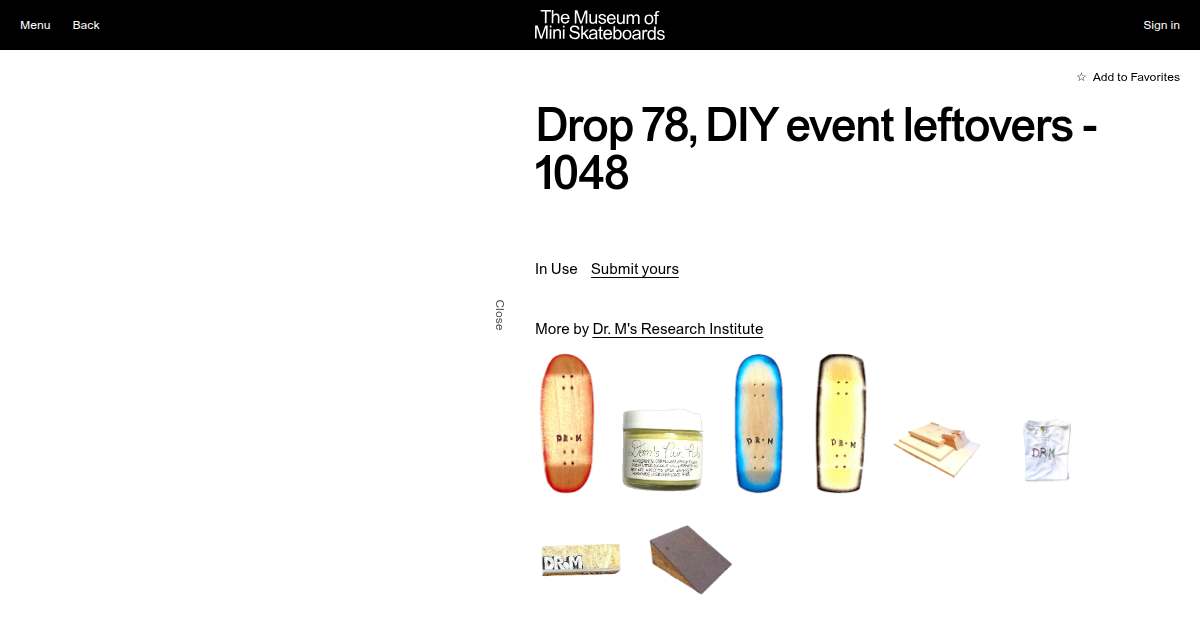 Menu
Back
The Museum of
Mini Skateboards
Sign in
☆ Add to Favorites
Drop 78, DIY event leftovers -
1048
In Use
Submit yours
Close
More by Dr. M's Research Institute
DR·M
DR·M
DR·M
DR·M
DR·M